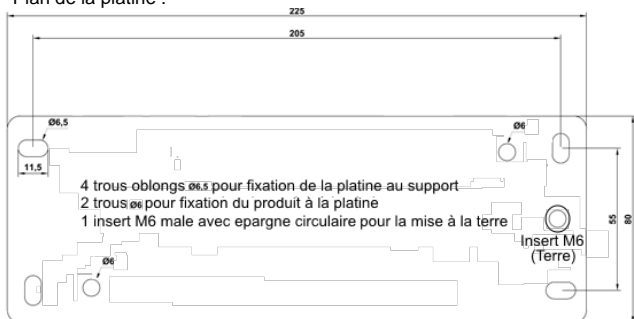 Plan de la platine :
225
205
Ø6,5
Ø6
11,5
4 trous oblongs Ø6,5 pour fixation de la platine au support
2 trous Ø6 pour fixation du produit à la platine
1 insert M6 male avec epargne circulaire pour la mise à la terre
55
80
Insert M6
(Terre)
Ø6